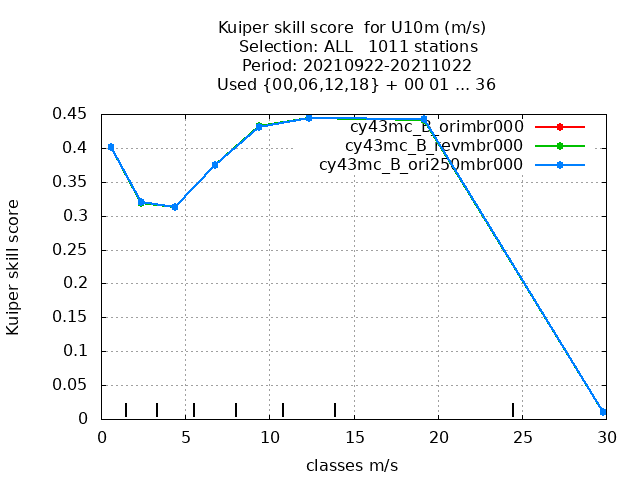 Kuiper skill score  for U10m (m/s)
Selection: ALL   1011 stations
Period: 20210922-20211022
Used {00,06,12,18} + 00 01 ... 36
cy43mc_B_orimbr000
cy43mc_B_revmbr000
cy43mc_B_ori250mbr000
Kuiper skill score
0.45
0.4
0.35
0.3
0.25
0.2
0.15
0.1
0.05
0
0 5 10 15 20 25 30
classes m/s